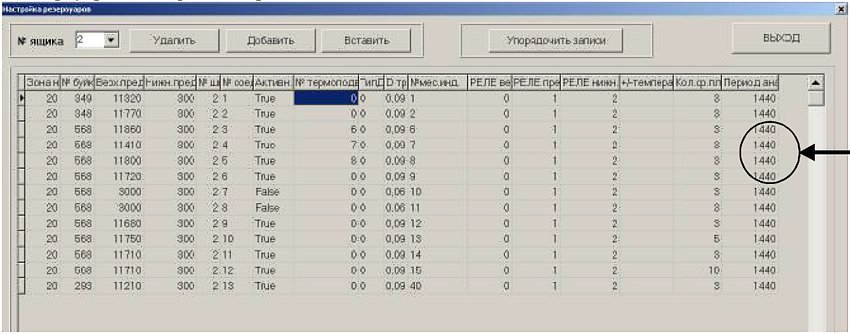 Настройка резервуаров
№ ящика 2 Удалить Добавить Вставить Упорядочить записи ВЫХОД
Зона н № буйк Верх.пред Нижн.пред № ш № сое Активн № термоподв ТипД D тр №мес.инд. РЕЛЕ ве РЕЛЕ пре РЕЛЕ нижн +/-темпера Кол.ср.пл Период ана
20 349 11320 300 2 1 True 0 0 0.09 1 0 1 2 3 1440
20 348 11770 300 2 2 True 0 0 0.09 2 0 1 2 3 1440
20 568 11860 300 2 3 True 6 0 0.09 6 0 1 2 3 1440
20 568 11410 300 2 4 True 7 0 0.09 7 0 1 2 3 1440
20 568 11800 300 2 5 True 8 0 0.09 8 0 1 2 3 1440
20 568 11720 300 2 6 True 0 0 0.09 9 0 1 2 3 1440
20 568 3000 300 2 7 False 0 0 0,06 10 0 1 2 3 1440
20 568 3000 300 2 8 False 0 0 0.06 11 0 1 2 3 1440
20 568 11680 300 2 9 True 0 0 0,09 12 0 1 2 3 1440
20 568 11750 300 2 10 True 0 0 0,09 13 0 1 2 5 1440
20 568 11710 300 2 11 True 0 0 0.09 14 0 1 2 3 1440
20 568 11710 300 2 12 True 0 0 0,09 15 0 1 2 10 1440
20 293 11210 300 2 13 True 0 0 0,09 40 0 1 2 3 1440